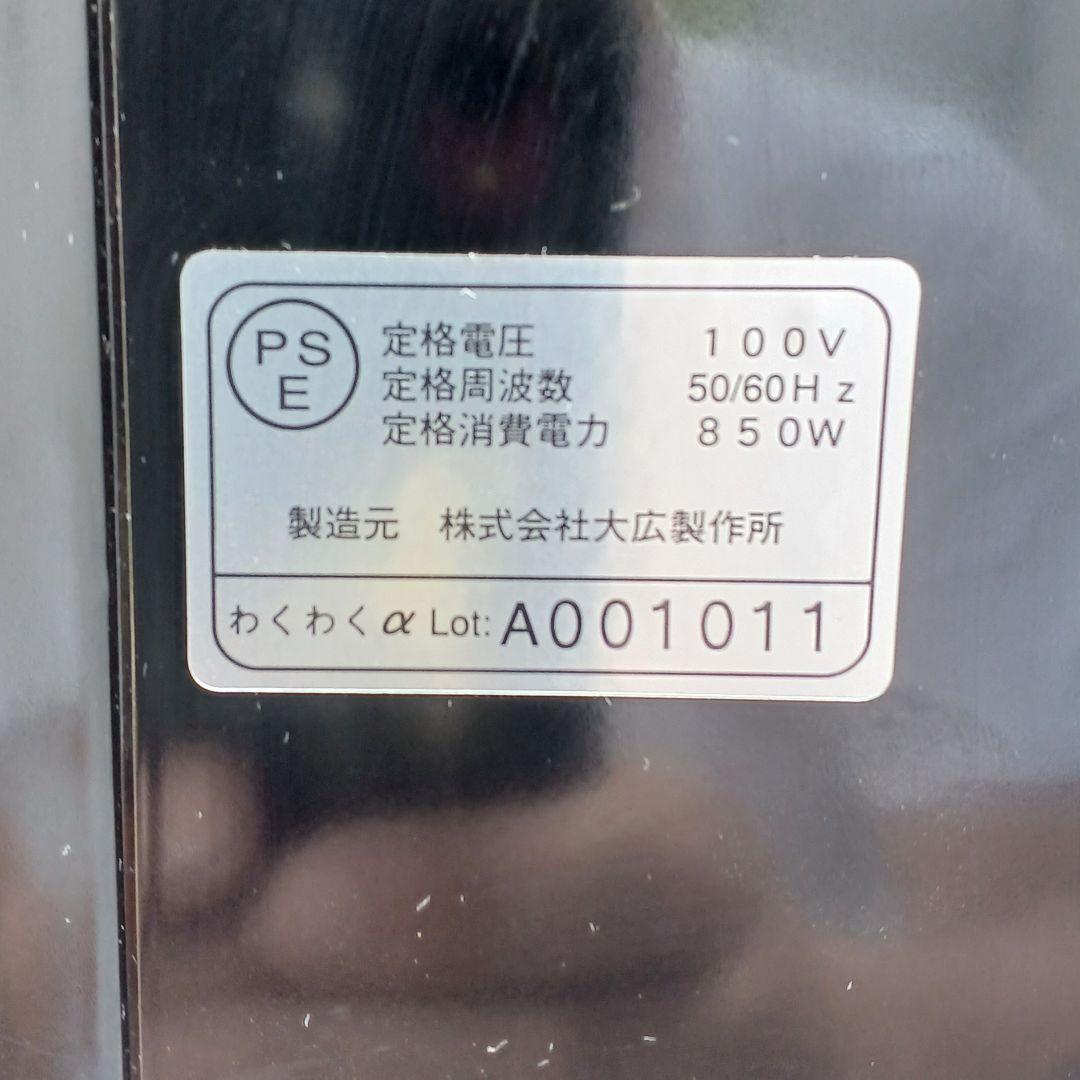 PS
E
定格電圧 100V
定格周波数 50/60Hz
定格消費電力 850W
製造元 株式会社大広製作所
わくわくα Lot: A001011